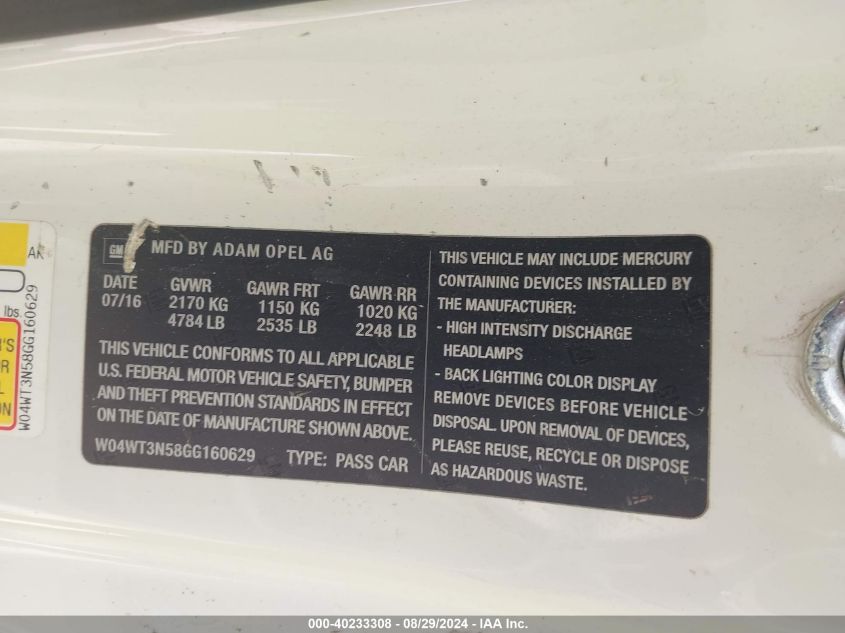 AK
lbs.
W04WT3N58GG160629
R'S
OR
L
ON
GM
MFD BY ADAM OPEL AG
DATE GVWR GAWR FRT GAWR RR
07/16 2170 KG 1150 KG 1020 KG
4784 LB 2535 LB 2248 LB
THIS VEHICLE CONFORMS TO ALL APPLICABLE
U.S. FEDERAL MOTOR VEHICLE SAFETY, BUMPER
AND THEFT PREVENTION STANDARDS IN EFFECT
ON THE DATE OF MANUFACTURE SHOWN ABOVE.
W04WT3N58GG160629 TYPE: PASS CAR
THIS VEHICLE MAY INCLUDE MERCURY
CONTAINING DEVICES INSTALLED BY
THE MANUFACTURER:
- HIGH INTENSITY DISCHARGE
HEADLAMPS
- BACK LIGHTING COLOR DISPLAY
REMOVE DEVICES BEFORE VEHICLE
DISPOSAL. UPON REMOVAL OF DEVICES,
PLEASE REUSE, RECYCLE OR DISPOSE
AS HAZARDOUS WASTE.
000-40233308 - 08/29/2024 - IAA Inc.